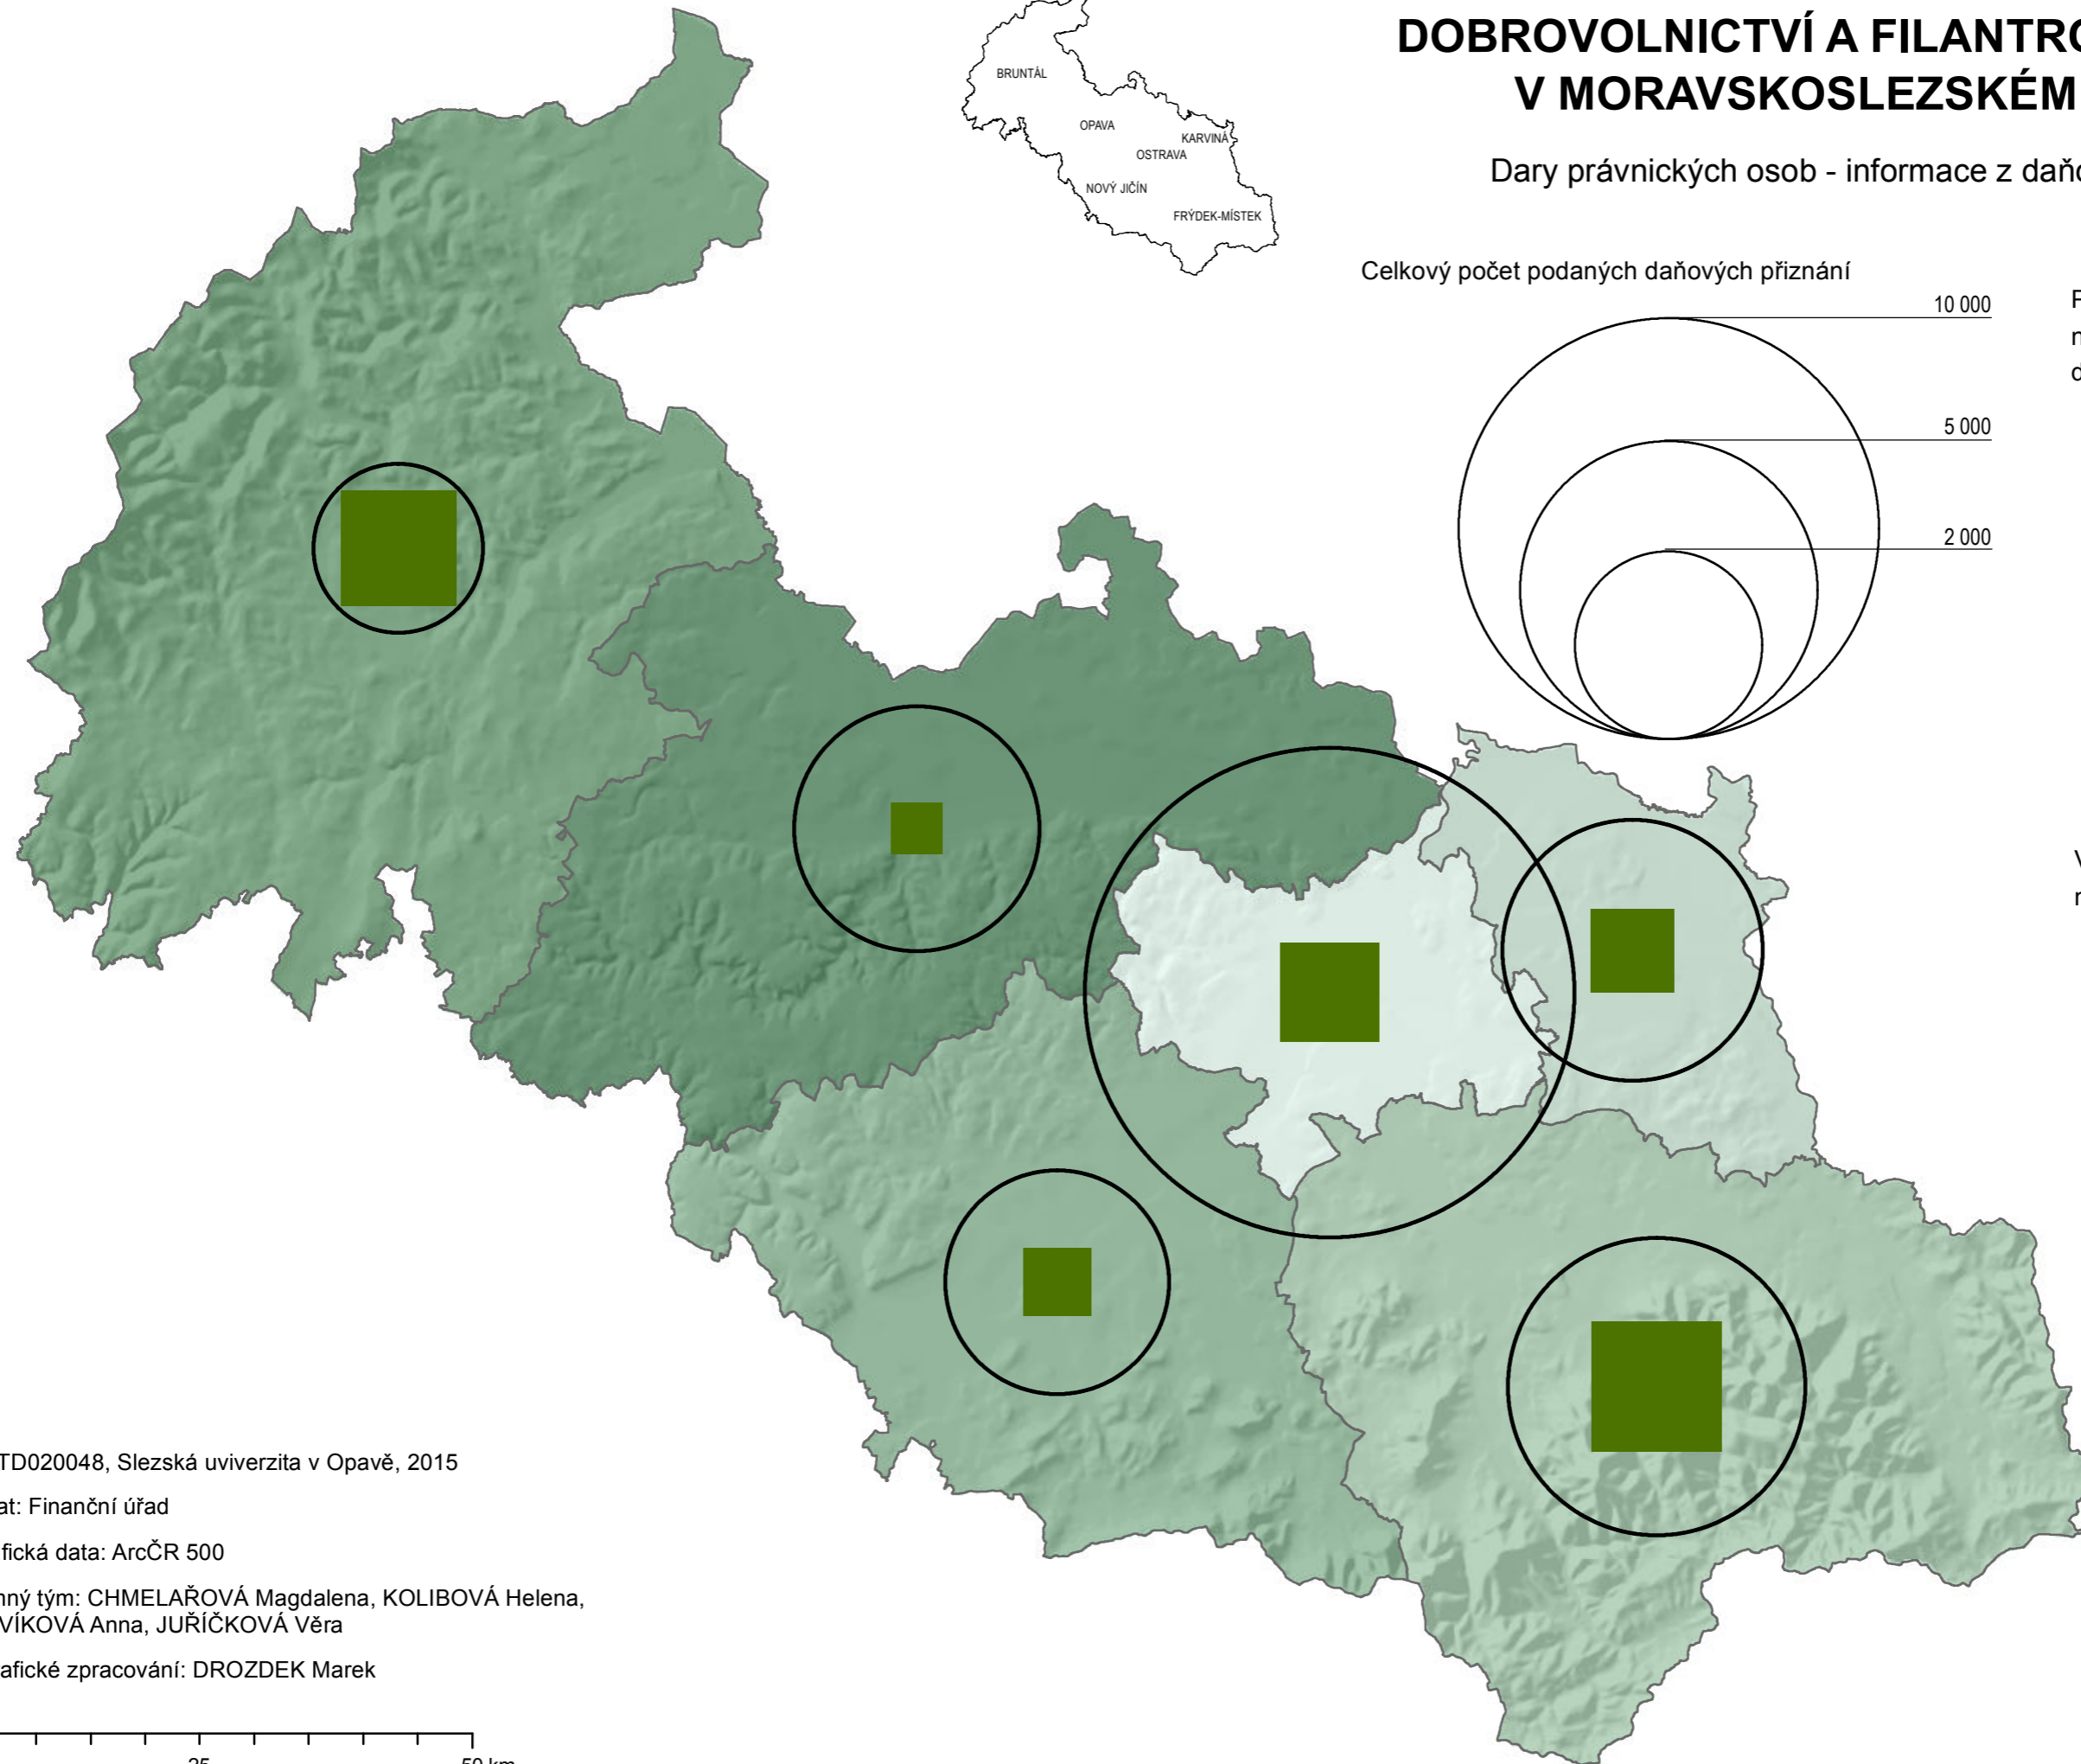 DOBROVOLNICTVÍ A FILANTRO
V MORAVSKOSLEZSKÉM
Dary právnických osob - informace z daňo
BRUNTÁL
OPAVA
KARVINÁ
OSTRAVA
NOVÝ JIČÍN
FRÝDEK-MÍSTEK
Celkový počet podaných daňových přiznání
10 000
5 000
2 000
TD020048, Slezská uviverzita v Opavě, 2015
at: Finanční úřad
fická data: ArcČR 500
nný tým: CHMELAŘOVÁ Magdalena, KOLIBOVÁ Helena,
VÍKOVÁ Anna, JUŘÍČKOVÁ Věra
rafické zpracování: DROZDEK Marek
25
50 km